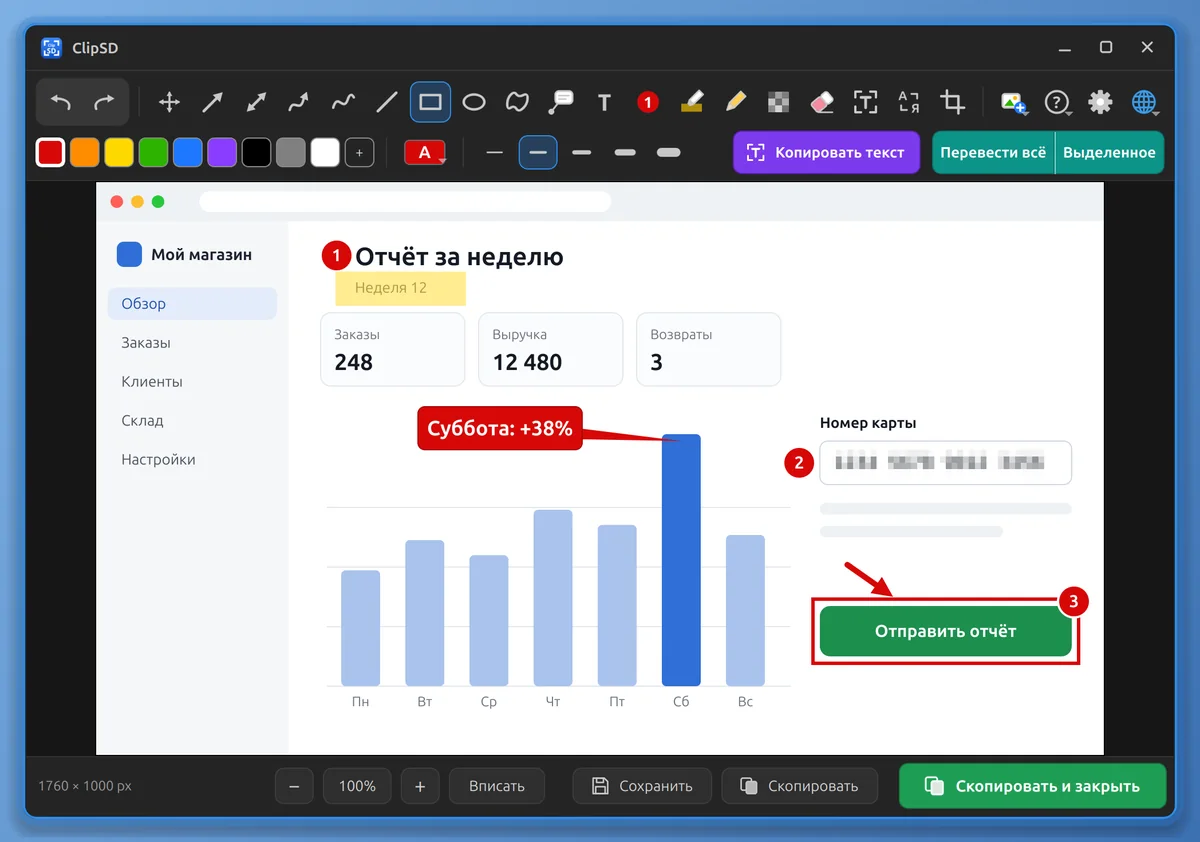 ClipSD
T
1
?
A
Копировать текст
Перевести всё
Выделенное
Мой магазин
Обзор
Заказы
Клиенты
Склад
Настройки
1
Отчёт за неделю
Неделя 12
Заказы
248
Выручка
12 480
Возвраты
3
Суббота: +38%
Пн
Вт
Ср
Чт
Пт
Сб
Вс
Номер карты
2
3
Отправить отчёт
1760 × 1000 px
−
100%
+
Вписать
Сохранить
Скопировать
Скопировать и закрыть